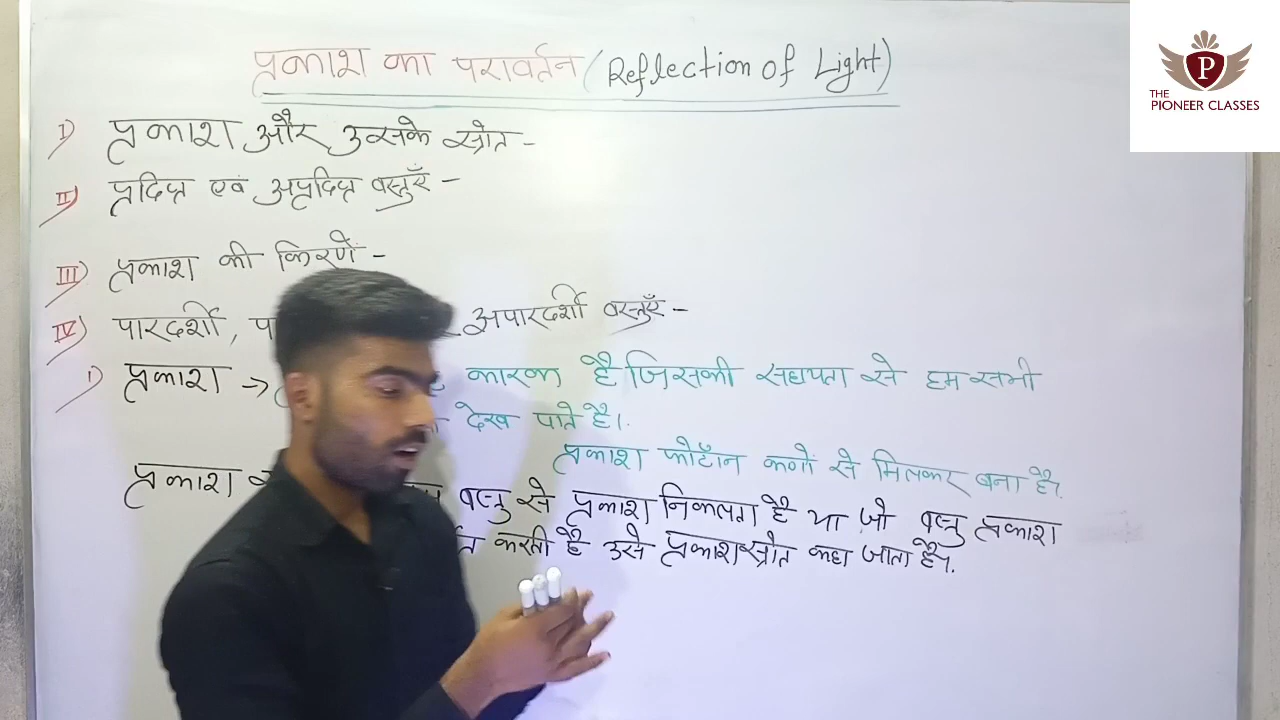 प्रकाश का परावर्तन (Reflection of Light)
I) प्रकाश और उसके स्रोत -
II) प्रदिप्त एवं अप्रदिप्त वस्तुएँ -
III) प्रकाश की किरणें -
IV) पारदर्शी, अपारदर्शी वस्तुएँ -
1) प्रकाश → कारक है जिसकी सहायता से हम सभी
देख पाते है।
प्रकाश फोटॉन कणों से मिलकर बना है।
प्रकाश वस्तु से प्रकाश निकलता है या जो वस्तु प्रकाश
करती है उसे प्रकाश स्रोत कहा जाता है।
P
THE
PIONEER CLASSES